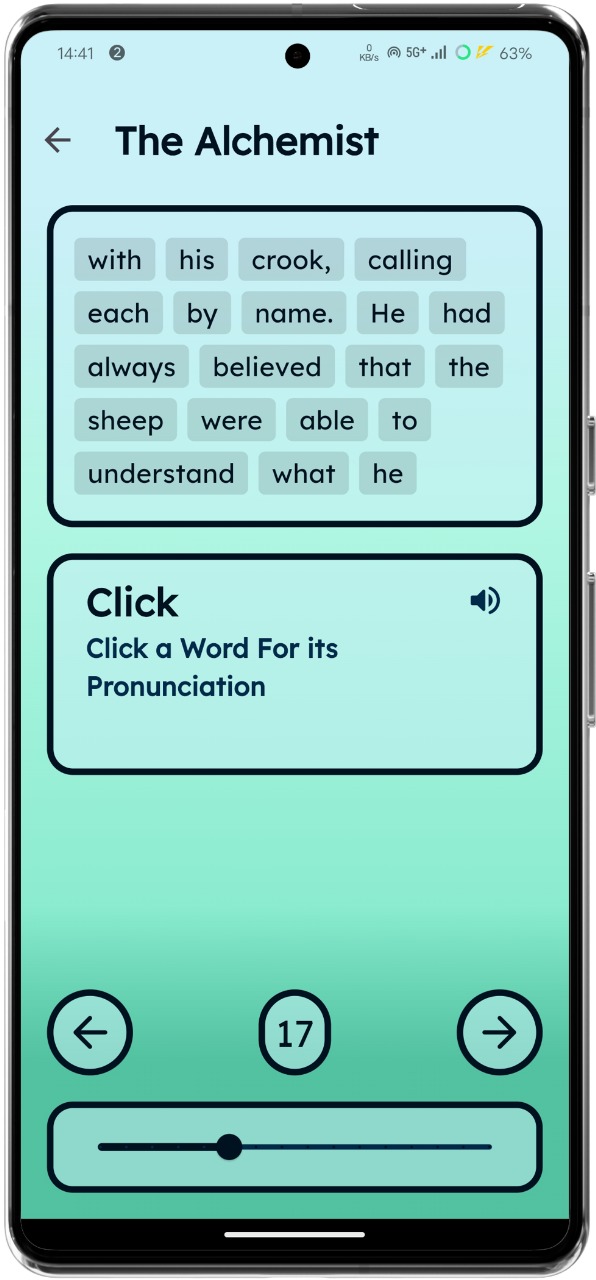 14:41 2 0 KB/s 5G+ 63%
The Alchemist
with his crook, calling
each by name. He had
always believed that the
sheep were able to
understand what he
Click
Click a Word For its
Pronunciation
17